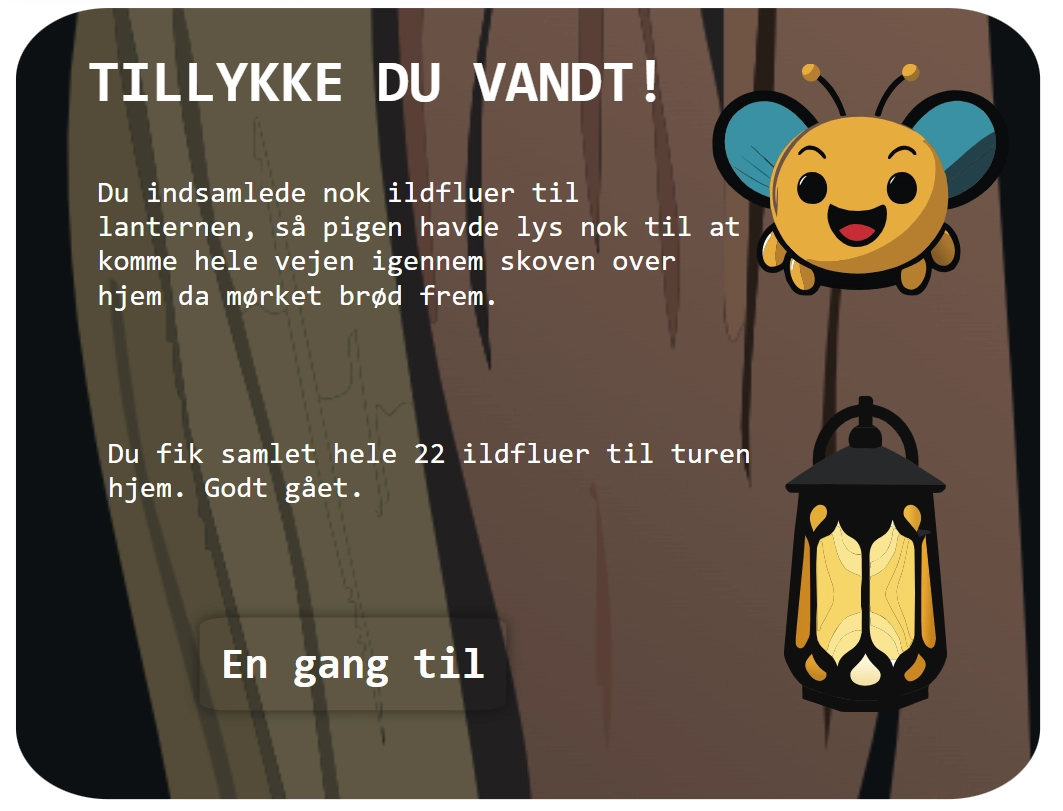 TILLYKKE DU VANDT!
Du indsamlede nok ildfluer til
lanternen, så pigen havde lys nok til at
komme hele vejen igennem skoven over
hjem da mørket brød frem.
Du fik samlet hele 22 ildfluer til turen
hjem. Godt gået.
En gang til